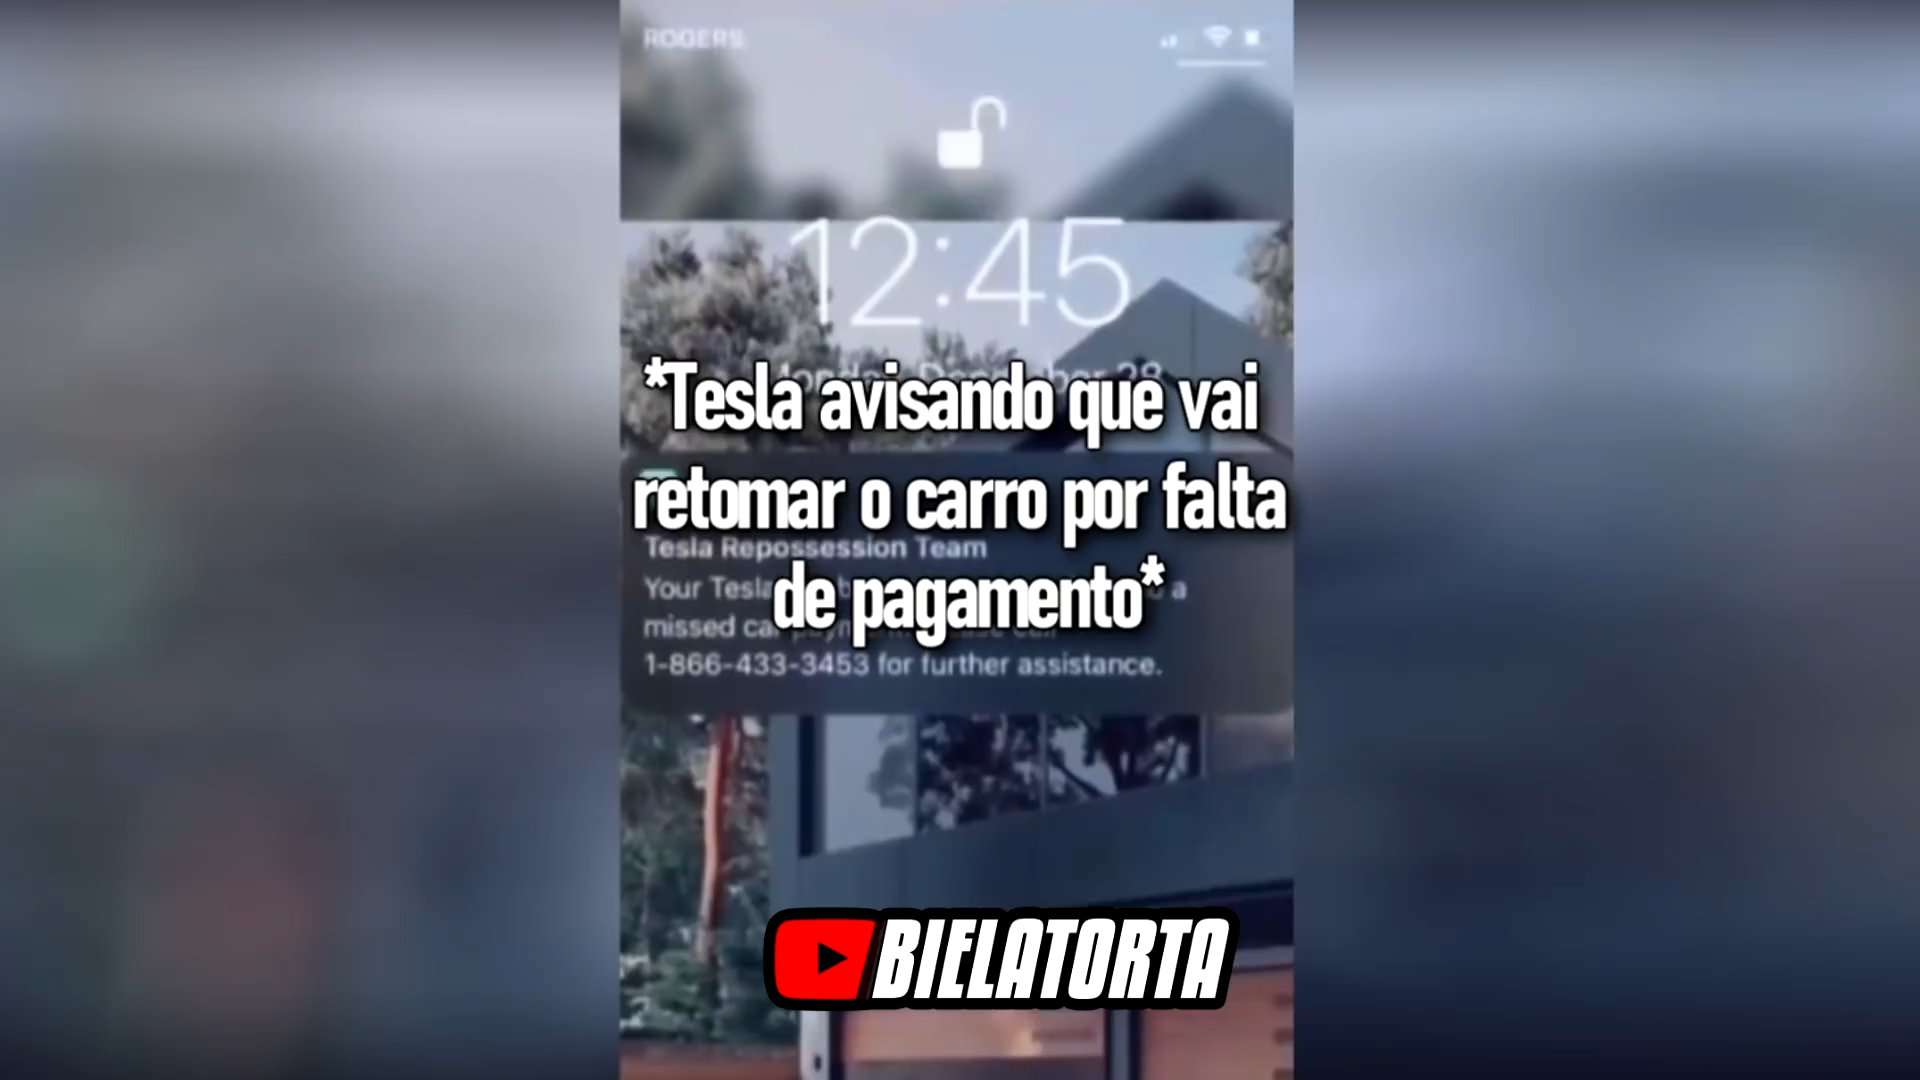 ROGERS
12:45
*Tesla avisando que vai
retomar o carro por falta
de pagamento*
Tesla Repossession Team
Your Tesla a
missed car
1-866-433-3453 for further assistance.
BIELATORTA